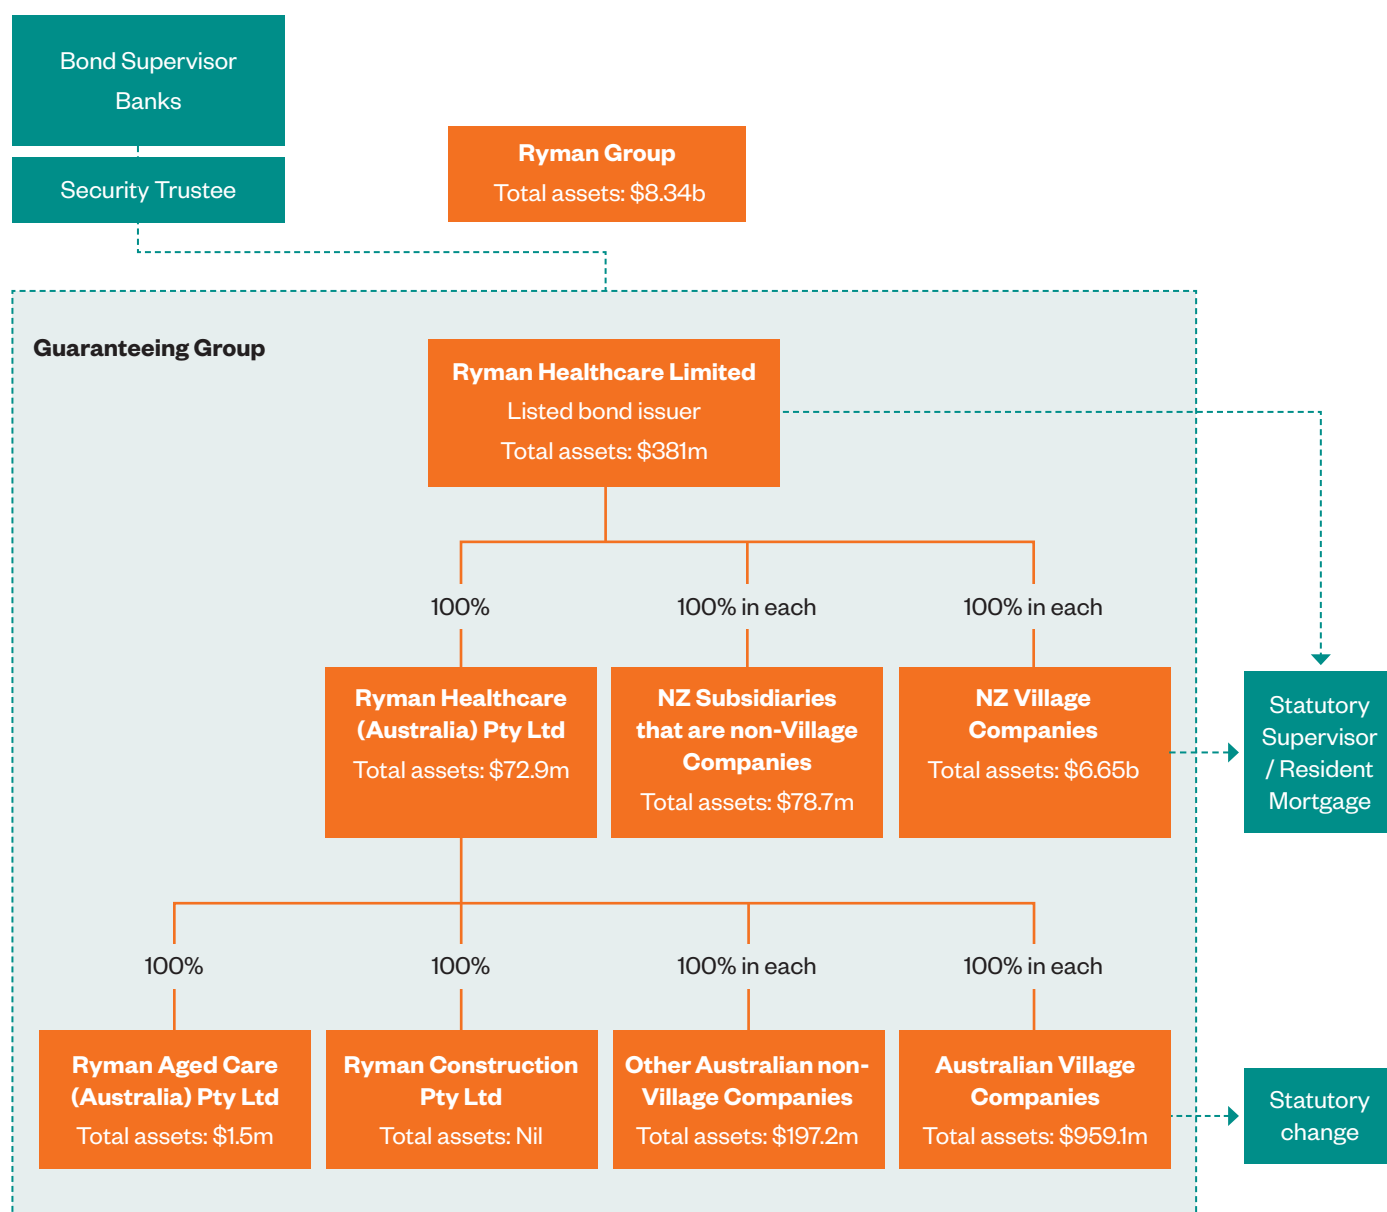 Bond Supervisor
Banks
Security Trustee
Ryman Group
Total assets: $8.34b
Guaranteeing Group
Ryman Healthcare Limited
Listed bond issuer
Total assets: $381m
100%
100% in each
100% in each
Ryman Healthcare
(Australia) Pty Ltd
Total assets: $72.9m
NZ Subsidiaries
that are non-Village
Companies
Total assets: $78.7m
NZ Village
Companies
Total assets: $6.65b
Statutory
Supervisor
/ Resident
Mortgage
100%
100%
100% in each
100% in each
Ryman Aged Care
(Australia) Pty Ltd
Total assets: $1.5m
Ryman Construction
Pty Ltd
Total assets: Nil
Other Australian non-
Village Companies
Total assets: $197.2m
Australian Village
Companies
Total assets: $959.1m
Statutory
change